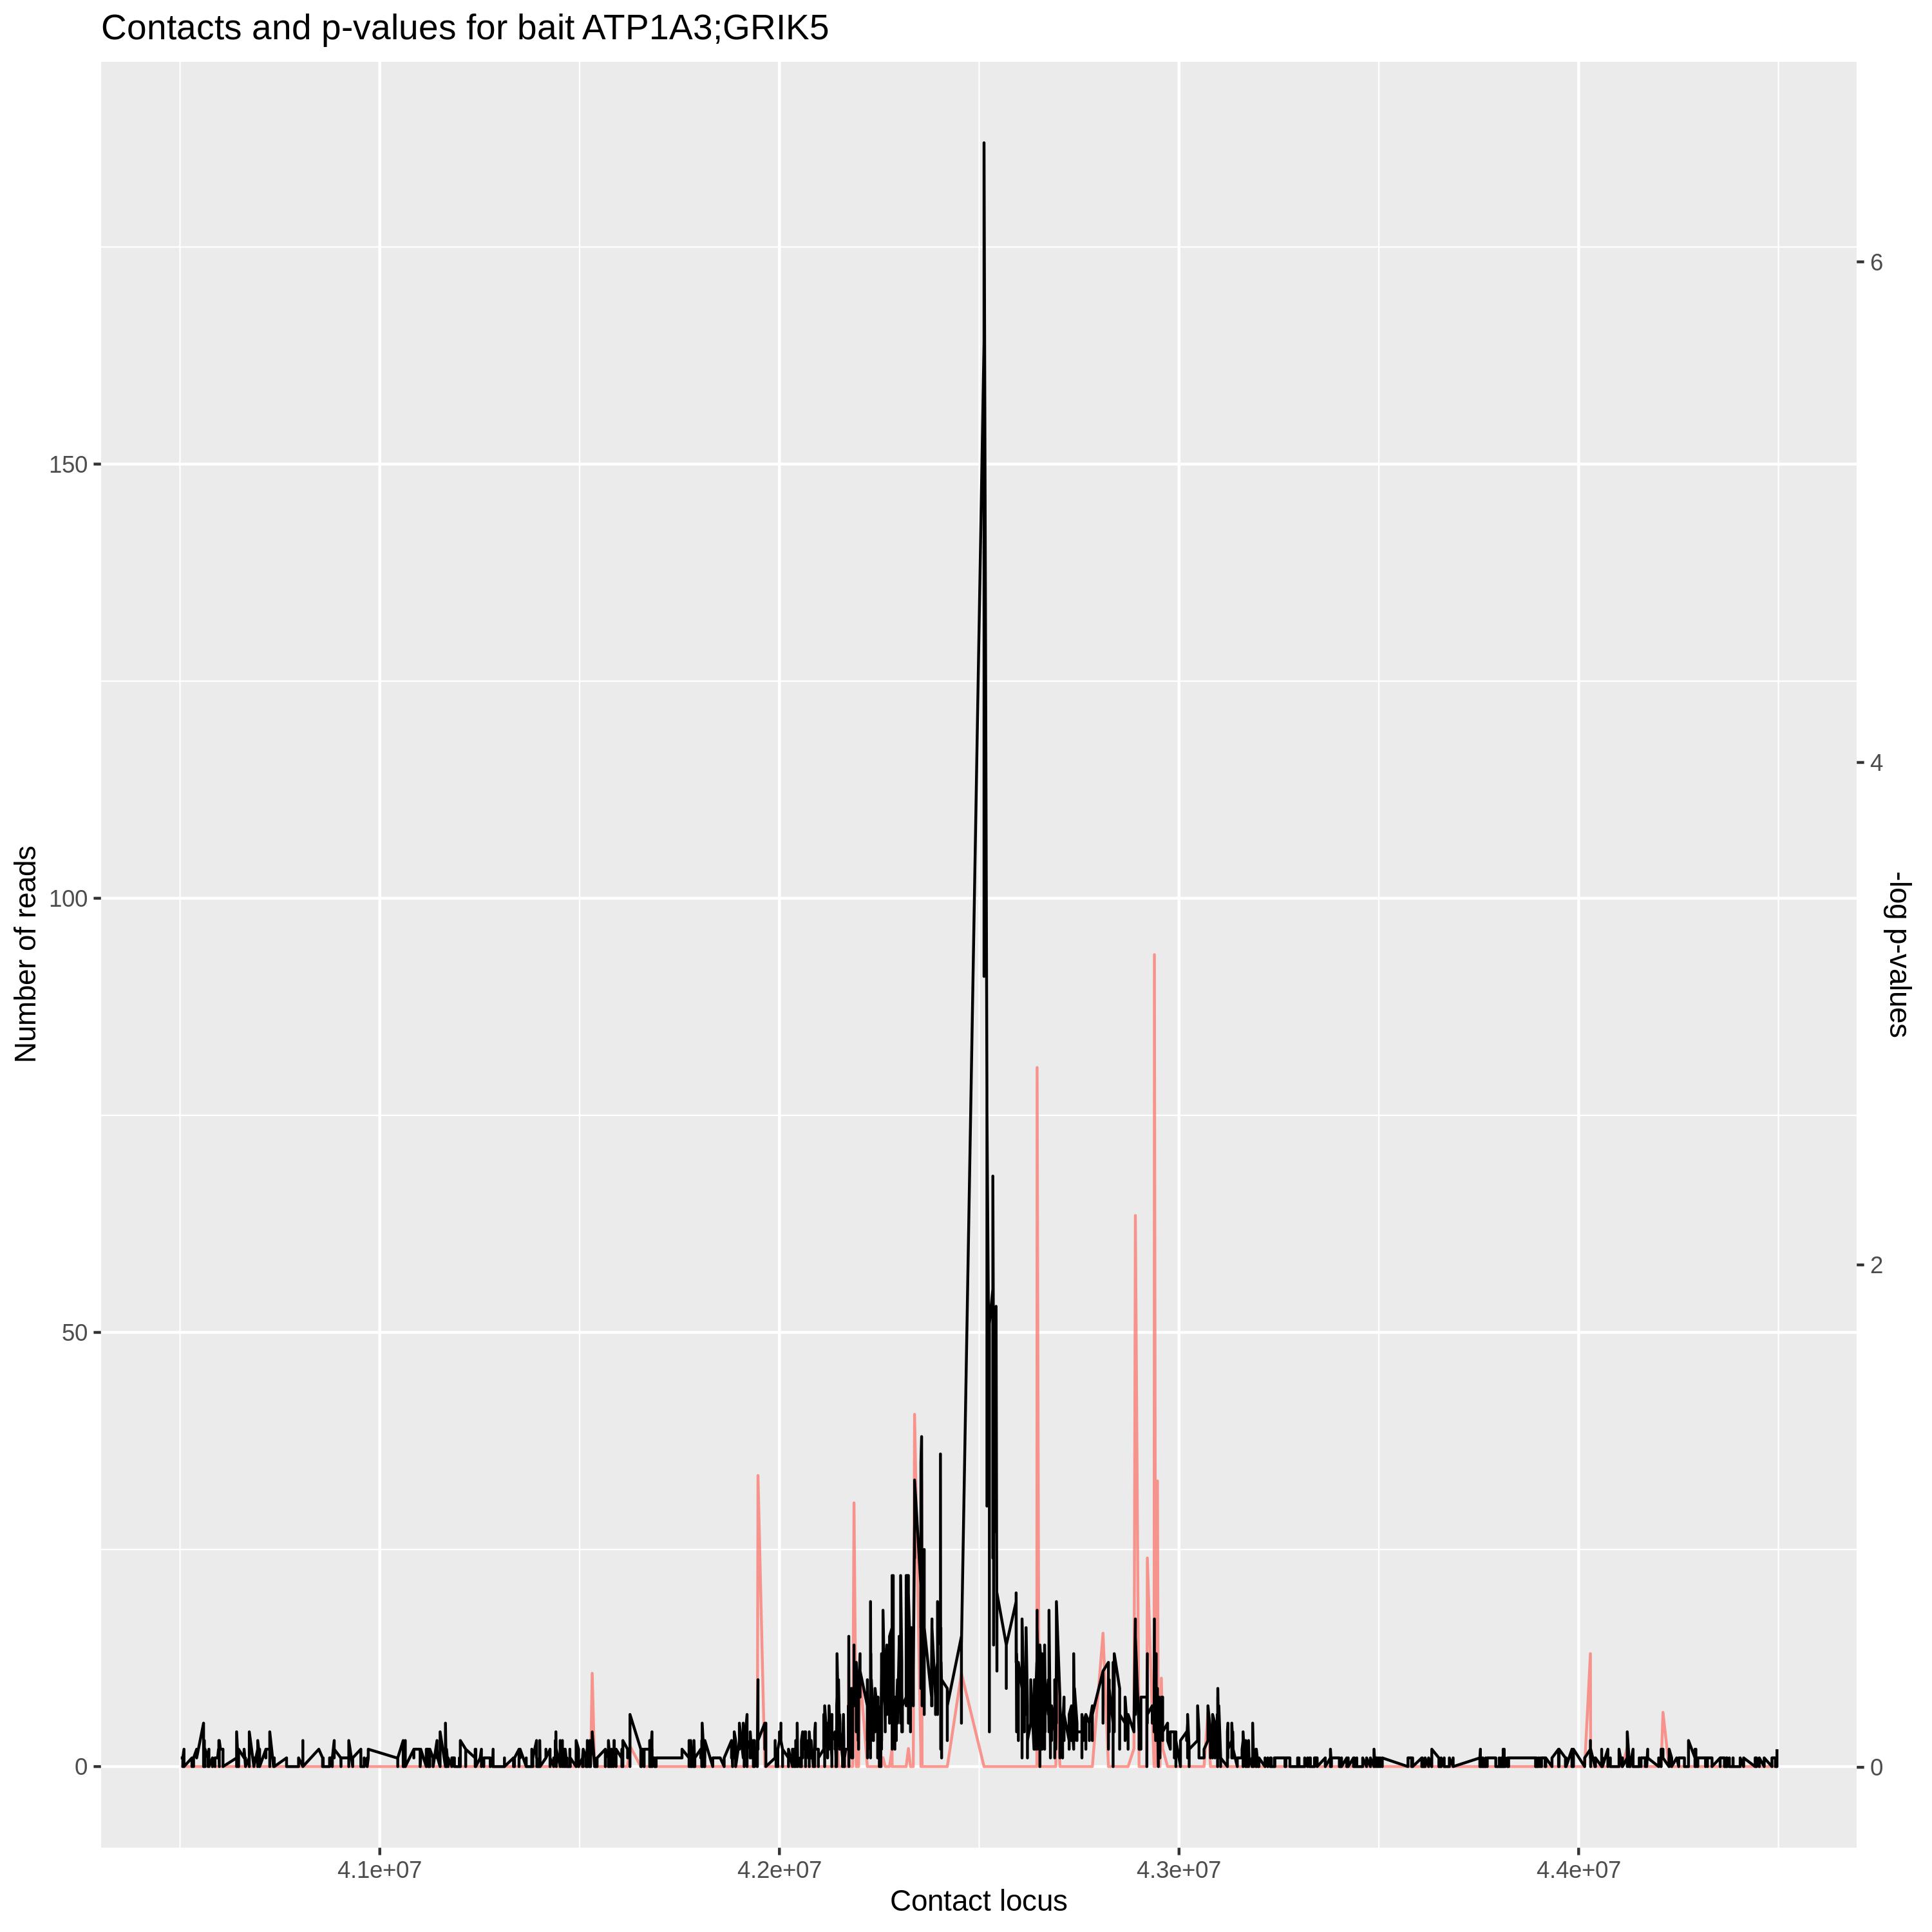 Contacts and p-values for bait ATP1A3;GRIK5
Number of reads
150
100
50
0
6
4
2
0
-log p-values
4.1e+07
4.2e+07
4.3e+07
4.4e+07
Contact locus